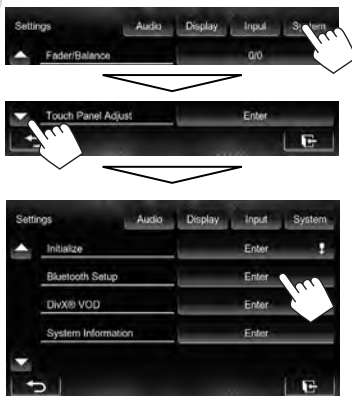 Settings Audio Display Input System
Fader/Balance 0/0
Touch Panel Adjust Enter
Settings Audio Display Input System
Initialize Enter
Bluetooth Setup Enter
DivX® VOD Enter
System Information Enter